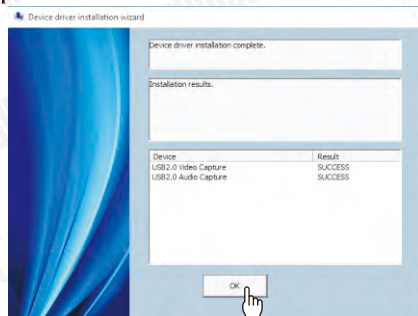 Device driver installation wizard
Device driver installation complete.
Installation results.
Device Result
USB2.0 Video Capture SUCCESS
USB2.0 Audio Capture SUCCESS
OK